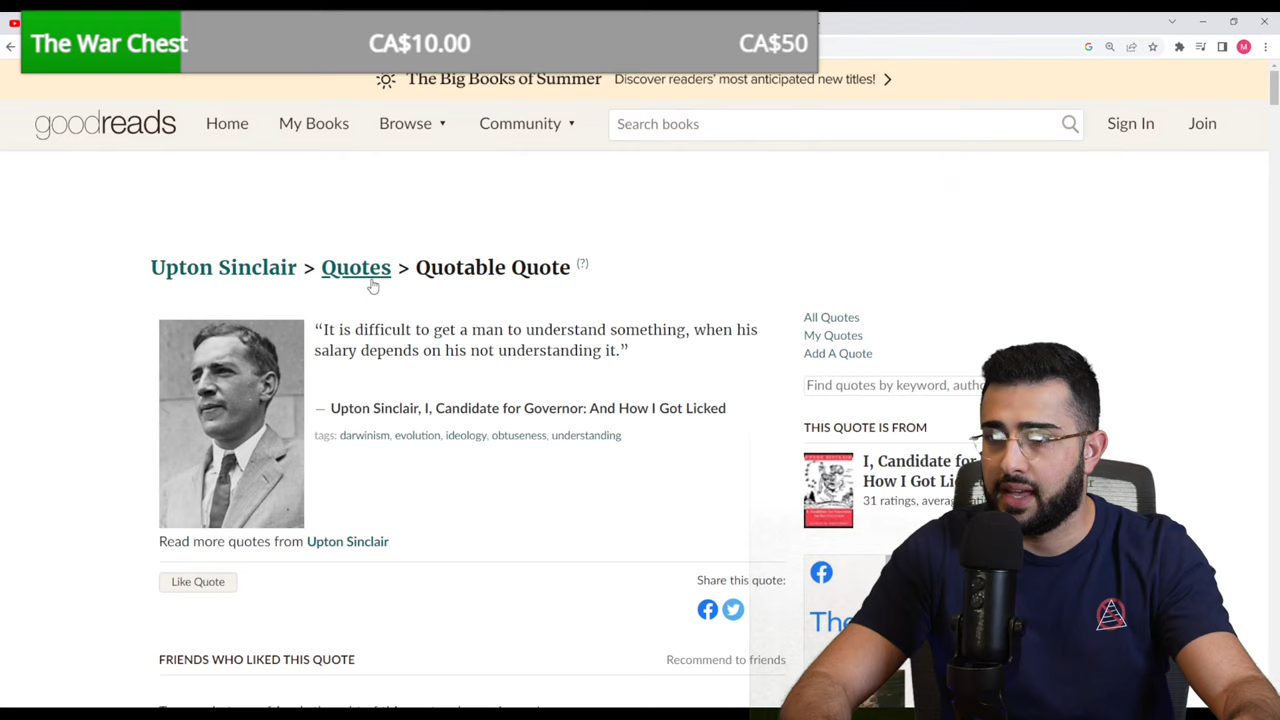 The War Chest CA$10.00 CA$50
The Big Books of Summer Discover readers' most anticipated new titles!
goodreads Home My Books Browse Community Search books Sign In Join
Upton Sinclair > Quotes > Quotable Quote (?)
“It is difficult to get a man to understand something, when his
salary depends on his not understanding it.”
— Upton Sinclair, I, Candidate for Governor: And How I Got Licked
tags: darwinism, evolution, ideology, obtuseness, understanding
Read more quotes from Upton Sinclair
Like Quote
Share this quote:
FRIENDS WHO LIKED THIS QUOTE
Recommend to friends
All Quotes
My Quotes
Add A Quote
Find quotes by keyword,
THIS QUOTE IS FROM
I, Candidate for
How I Got
31 ratings,
The